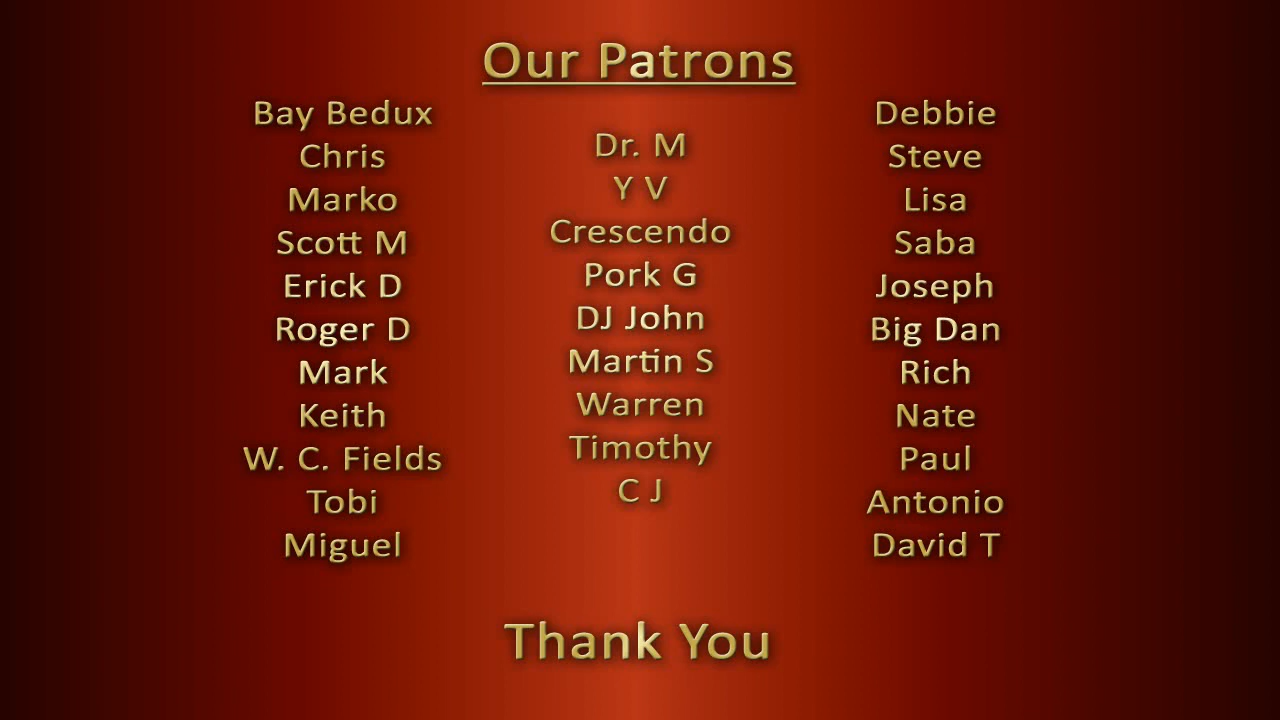 Our Patrons
Bay Bedux
Chris
Marko
Scott M
Erick D
Roger D
Mark
Keith
W. C. Fields
Tobi
Miguel
Dr. M
Y V
Crescendo
Pork G
DJ John
Martin S
Warren
Timothy
C J
Debbie
Steve
Lisa
Saba
Joseph
Big Dan
Rich
Nate
Paul
Antonio
David T
Thank You